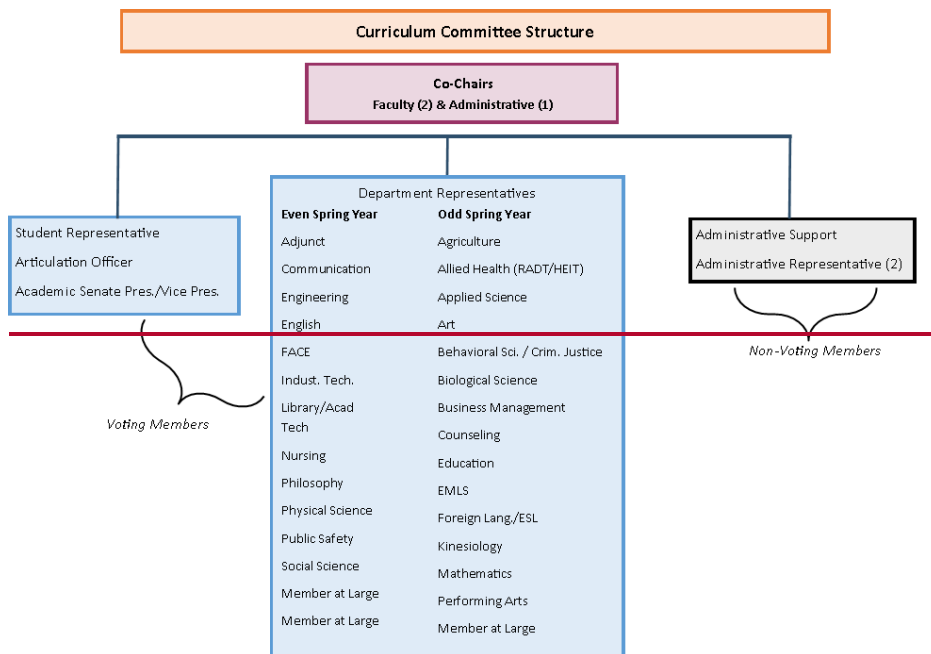 Curriculum Committee Structure
Co-Chairs
Faculty (2) & Administrative (1)
Student Representative
Articulation Officer
Academic Senate Pres./Vice Pres.
Voting Members
Department Representatives
Even Spring Year
Adjunct
Communication
Engineering
English
FACE
Indust. Tech.
Library/Acad
Tech
Nursing
Philosophy
Physical Science
Public Safety
Social Science
Member at Large
Member at Large
Odd Spring Year
Agriculture
Allied Health (RADT/HEIT)
Applied Science
Art
Behavioral Sci. / Crim. Justice
Biological Science
Business Management
Counseling
Education
EMLS
Foreign Lang./ESL
Kinesiology
Mathematics
Performing Arts
Member at Large
Administrative Support
Administrative Representative (2)
Non-Voting Members